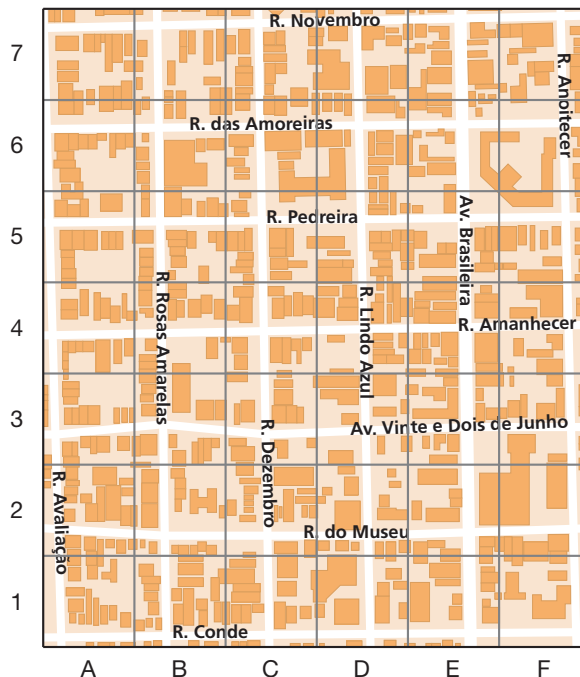 R. Novembro
7
R. Anoitecer
R. das Amoreiras
6
R. Pedreira
Av. Brasileira
5
R. Rosas Amarelas
R. Lindo Azul
R. Amanhecer
4
Av. Vinte e Dois de Junho
3
R. Dezembro
R. Avaliação
2
R. do Museu
1
R. Conde
A B C D E F